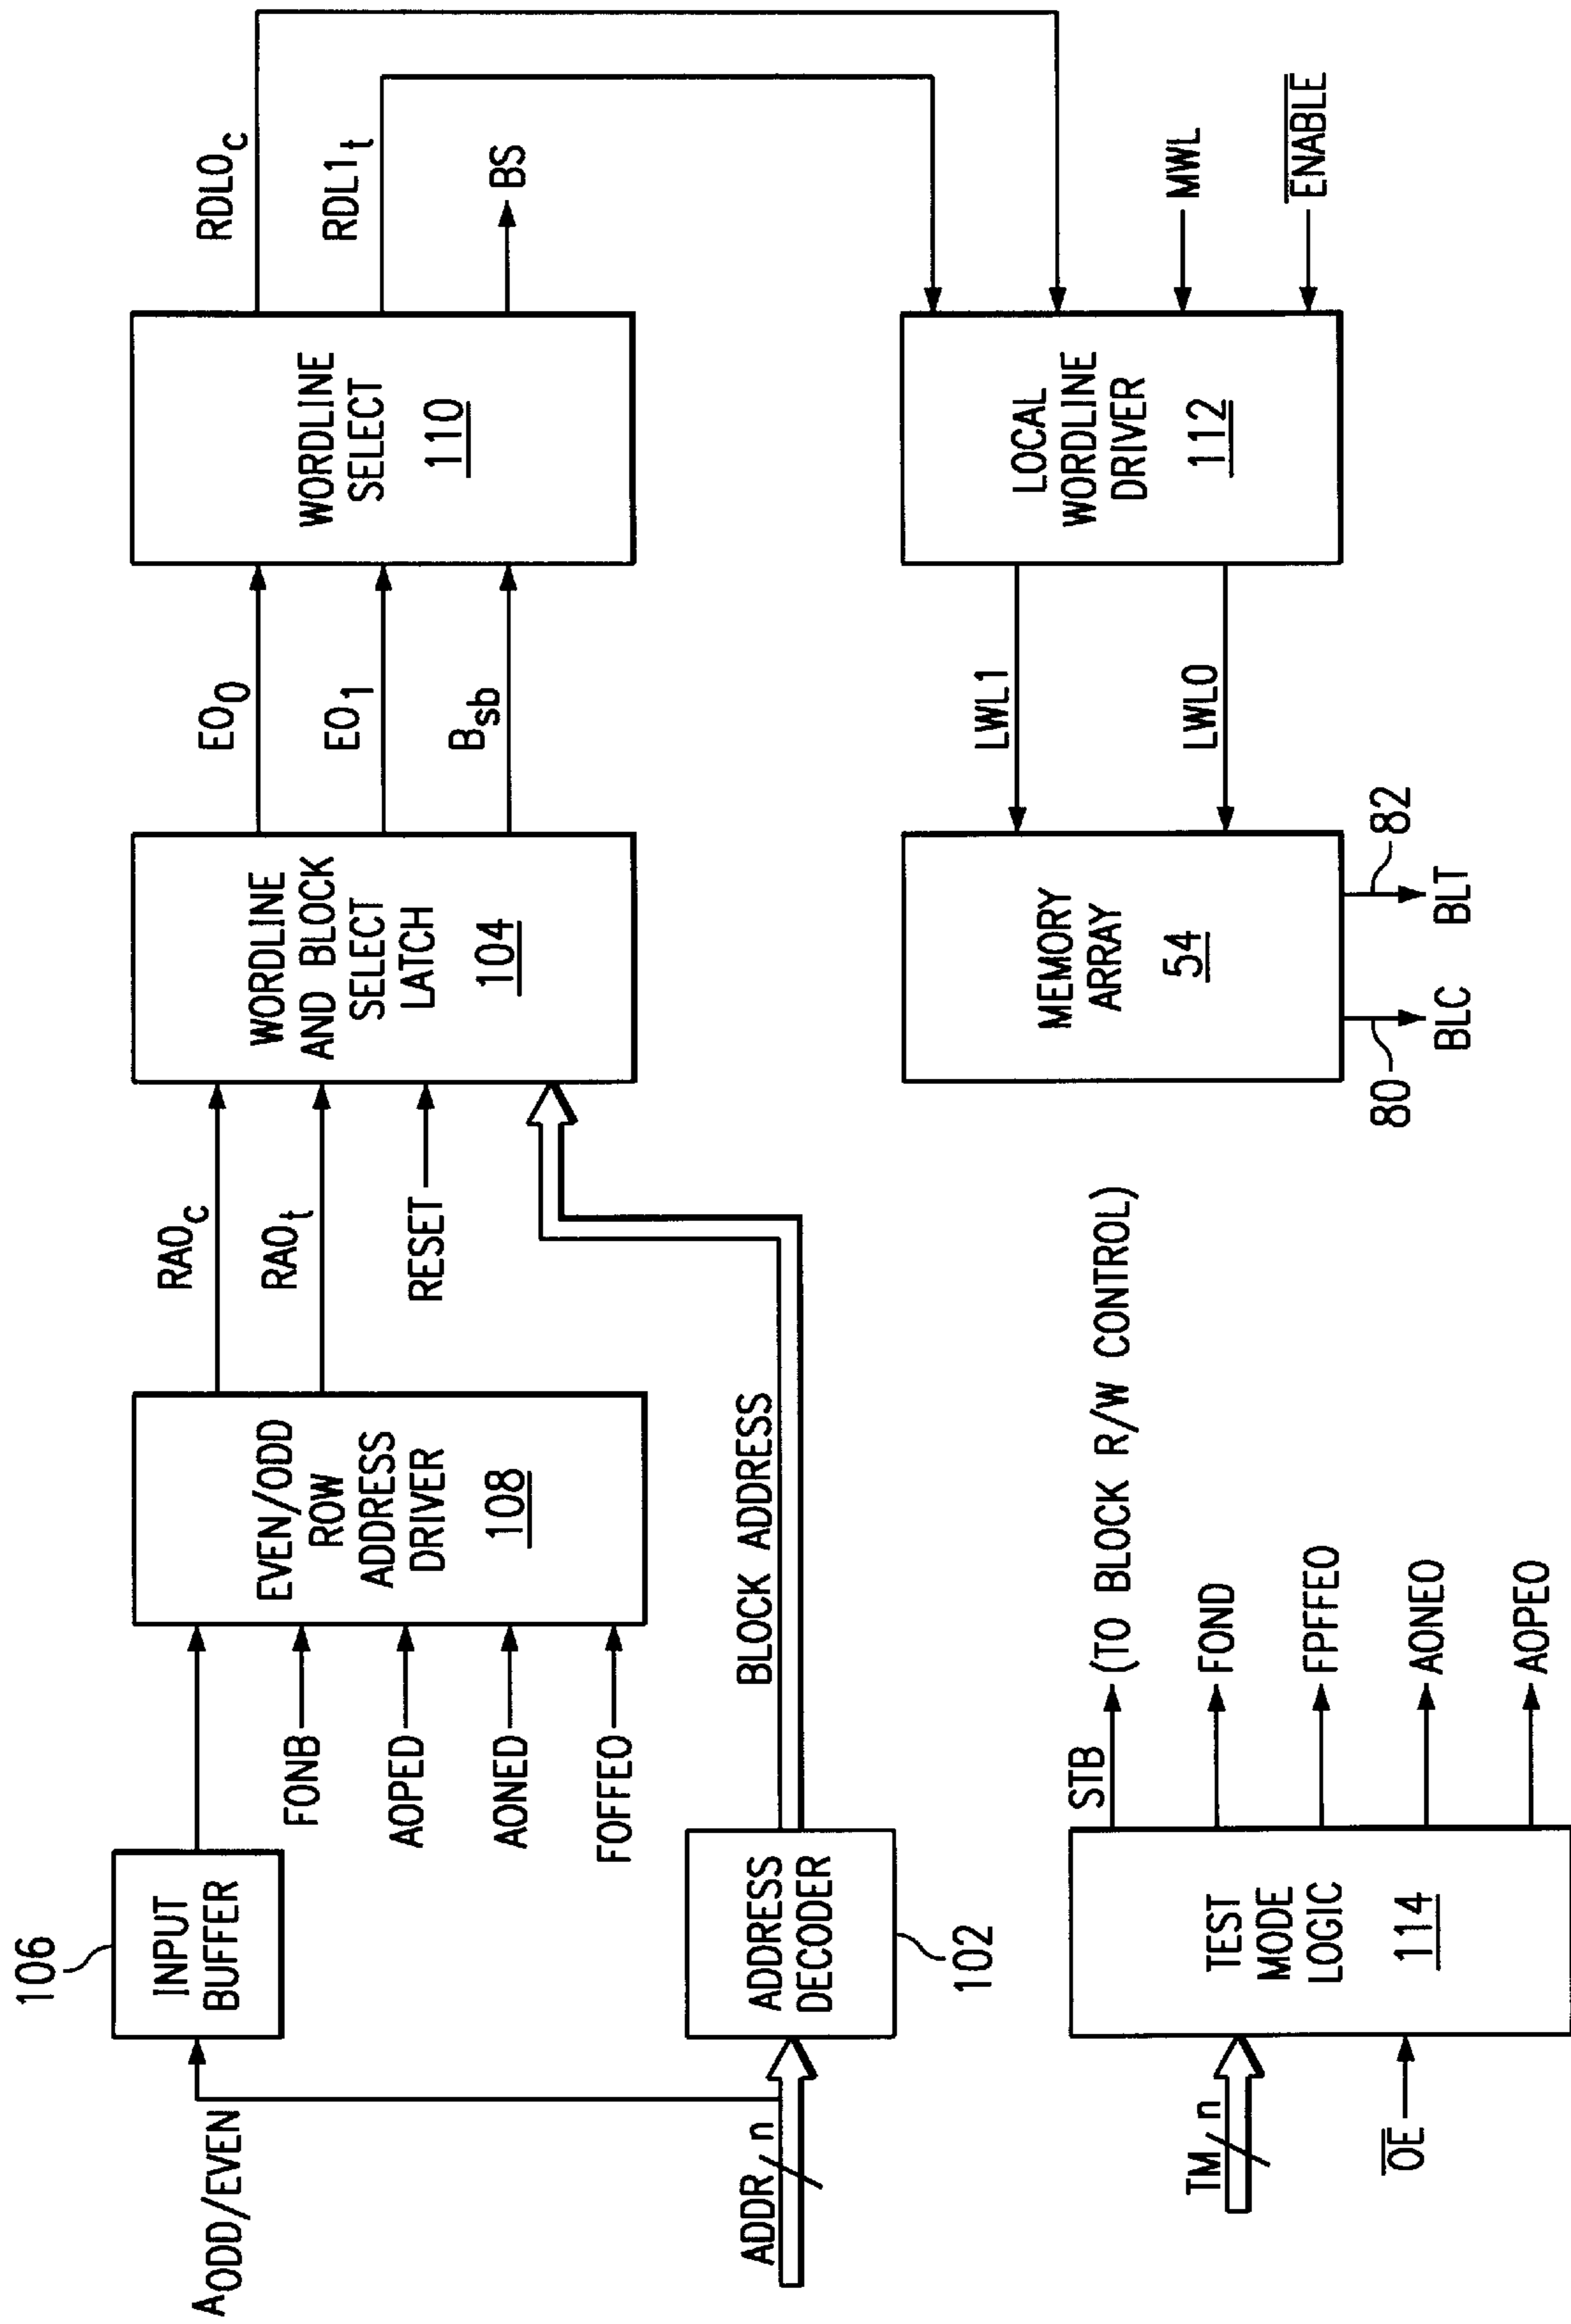 106
INPUT
BUFFER
A ODD/EVEN
EVEN/ODD
ROW
ADDRESS
DRIVER
108
FONB
AOPED
AONED
FOFFEO
RA0c
RA0t
RESET
WORDLINE
AND BLOCK
SELECT
LATCH
104
EO0
EO1
Bsb
WORDLINE
SELECT
110
RDL0c
RDL1t
BS
ADDR n
ADDRESS
DECODER
102
BLOCK ADDRESS
MEMORY
ARRAY
54
80
BLC
82
BLT
LWL1
LWL0
LOCAL
WORDLINE
DRIVER
112
MWL
ENABLE
TM n
OE
TEST
MODE
LOGIC
114
STB
(TO BLOCK R/W CONTROL)
FOND
FPFFEO
AONEO
AOPEO